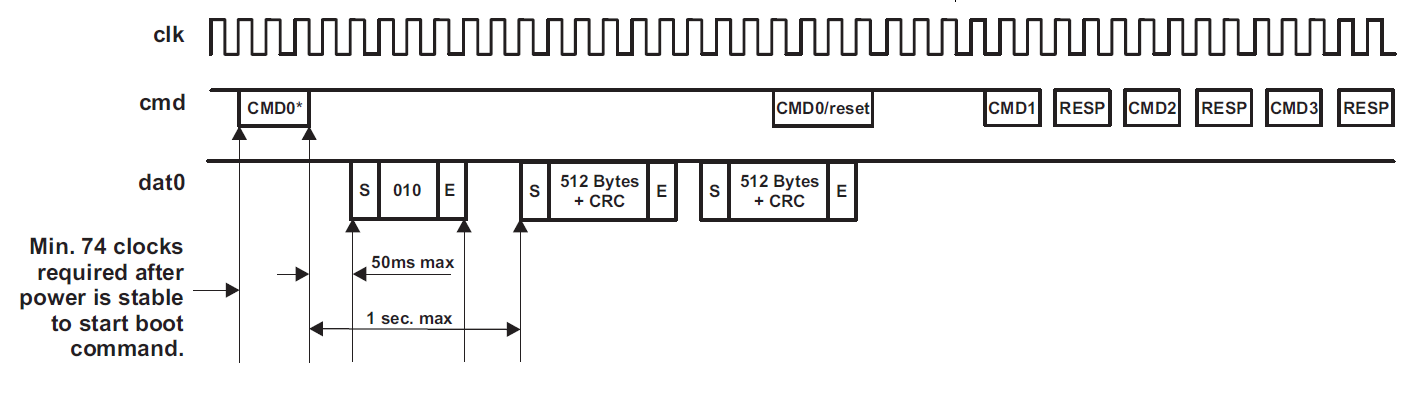 clk
cmd
CMD0*
CMD0/reset
CMD1
RESP
CMD2
RESP
CMD3
RESP
dat0
S
010
E
S
512 Bytes
+ CRC
E
S
512 Bytes
+ CRC
E
Min. 74 clocks
required after
power is stable
to start boot
command.
50ms max
1 sec. max